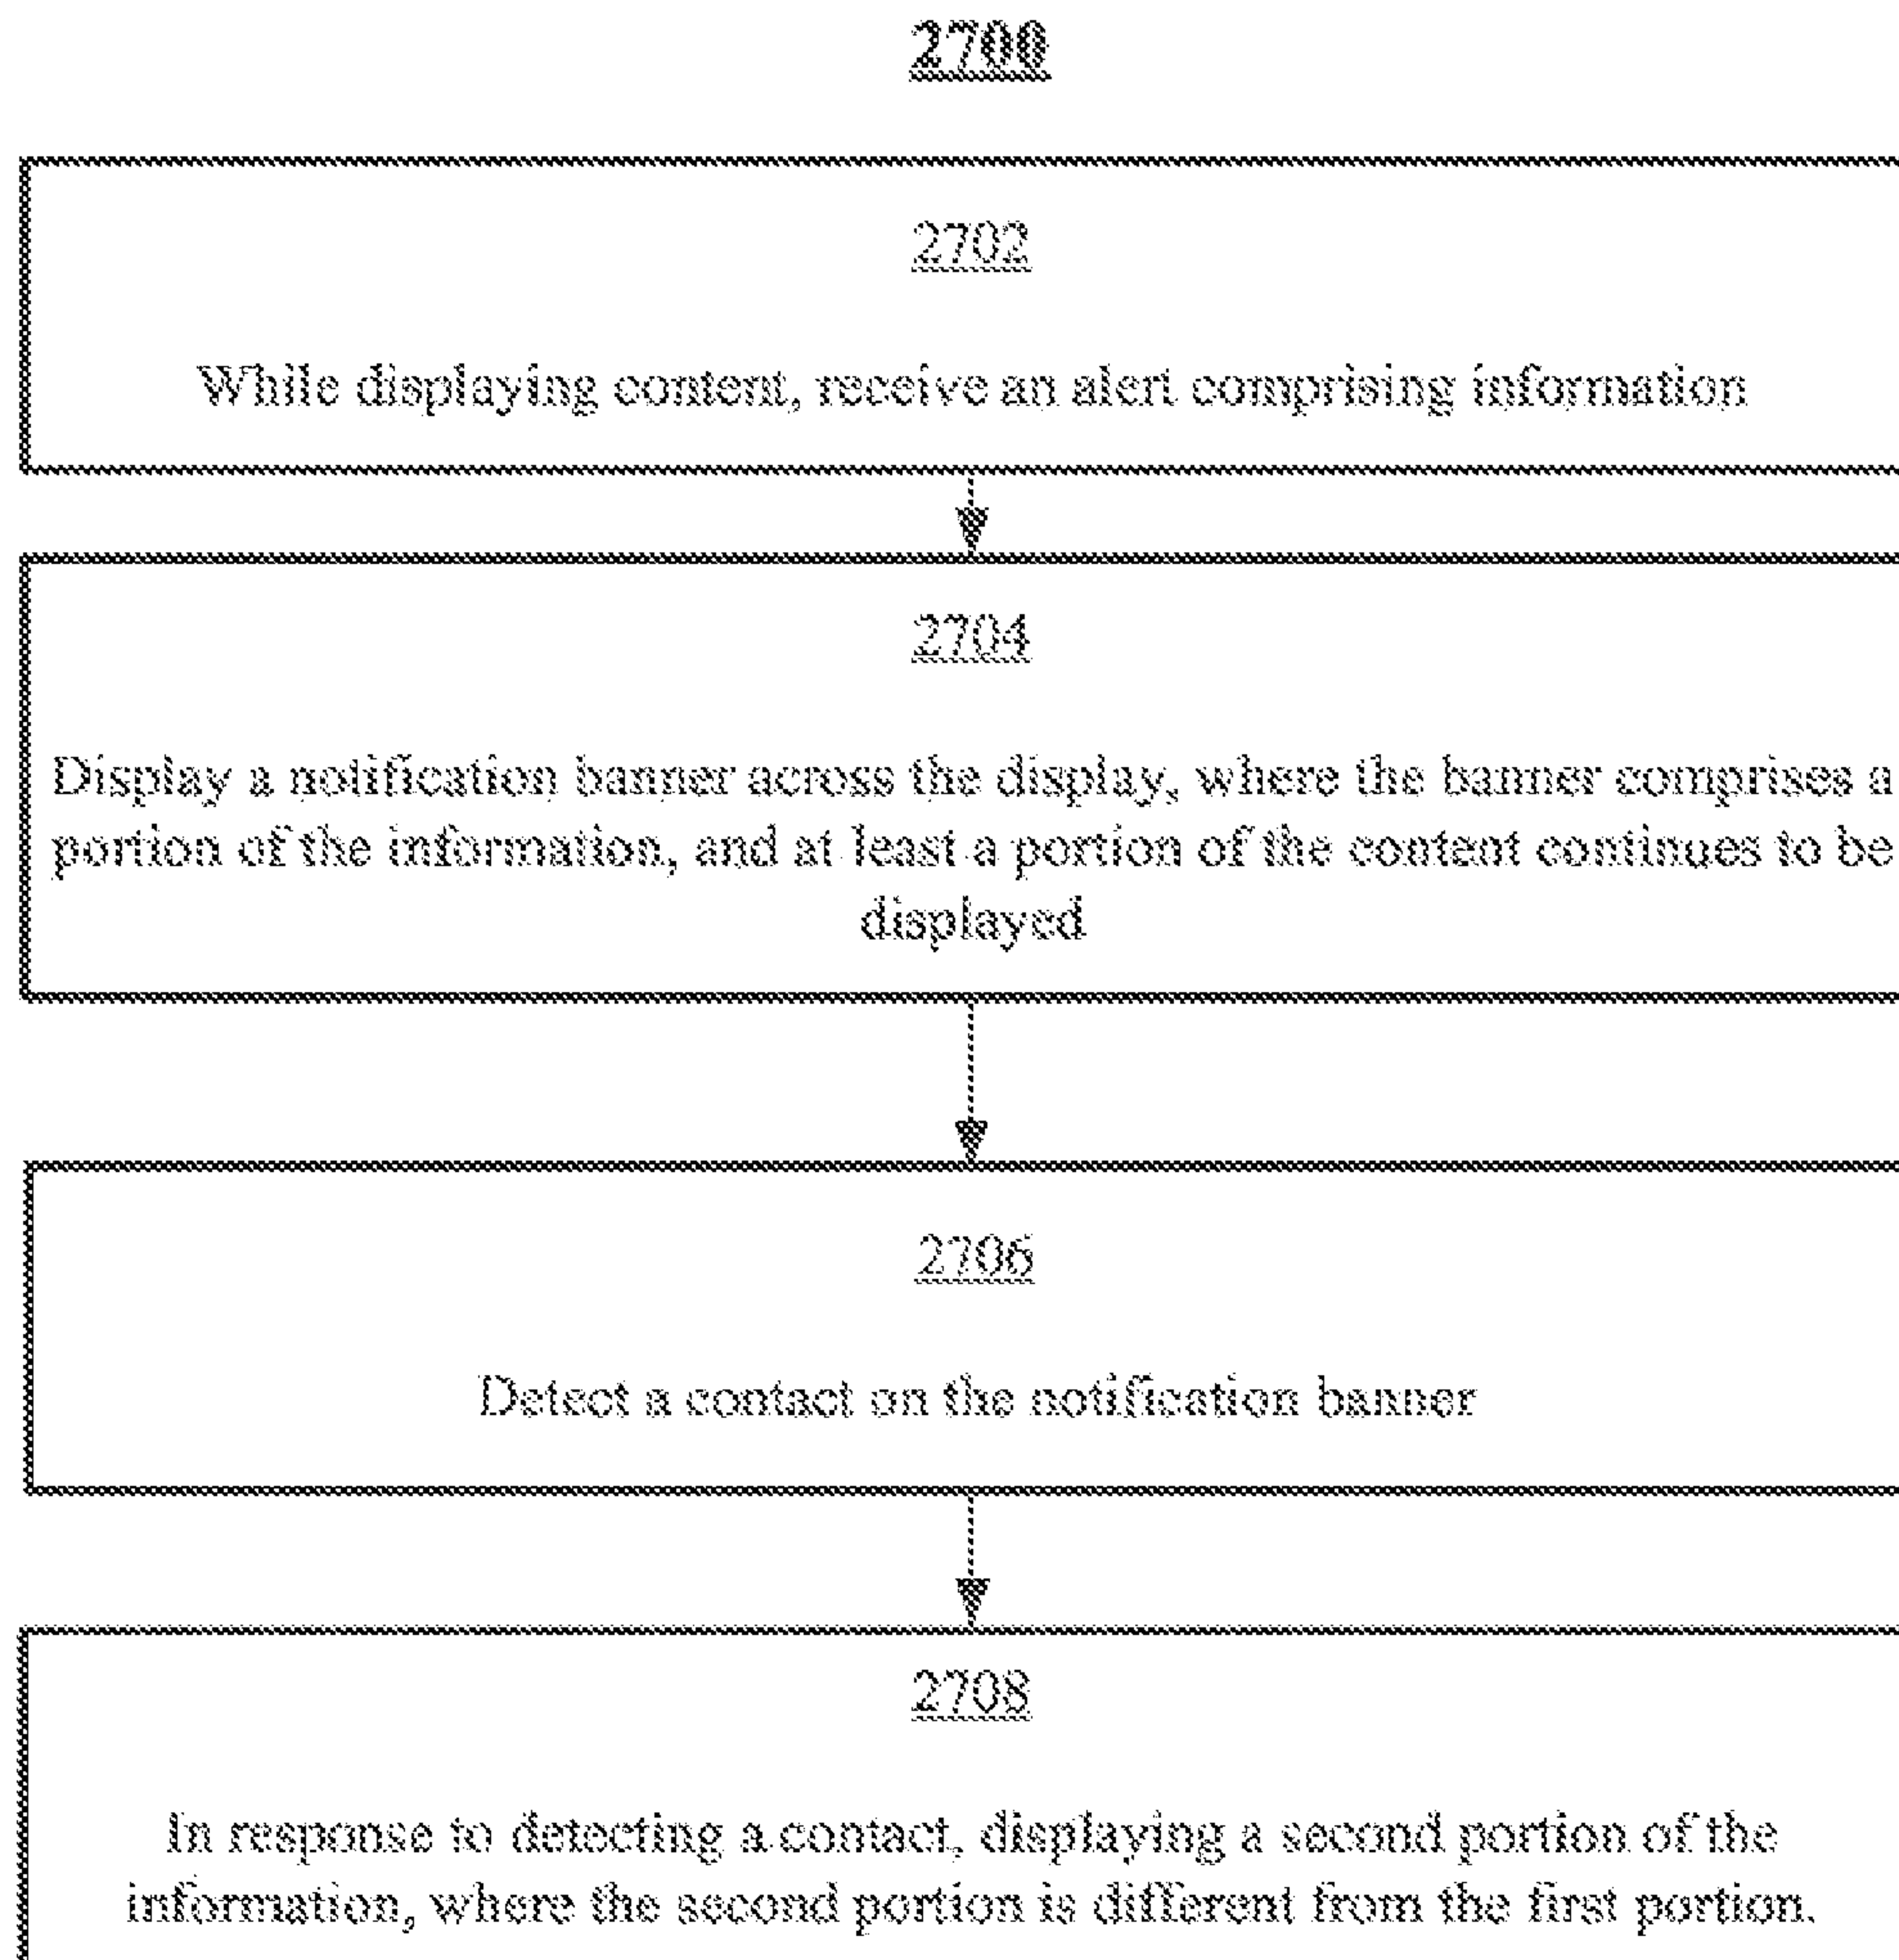 2700
2702
While displaying content, receive an alert comprising information
2704
Display a notification banner across the display, where the banner comprises a
portion of the information, and at least a portion of the content continues to be
displayed
2706
Detect a contact on the notification banner
2708
In response to detecting a contact, displaying a second portion of the
information, where the second portion is different from the first portion.